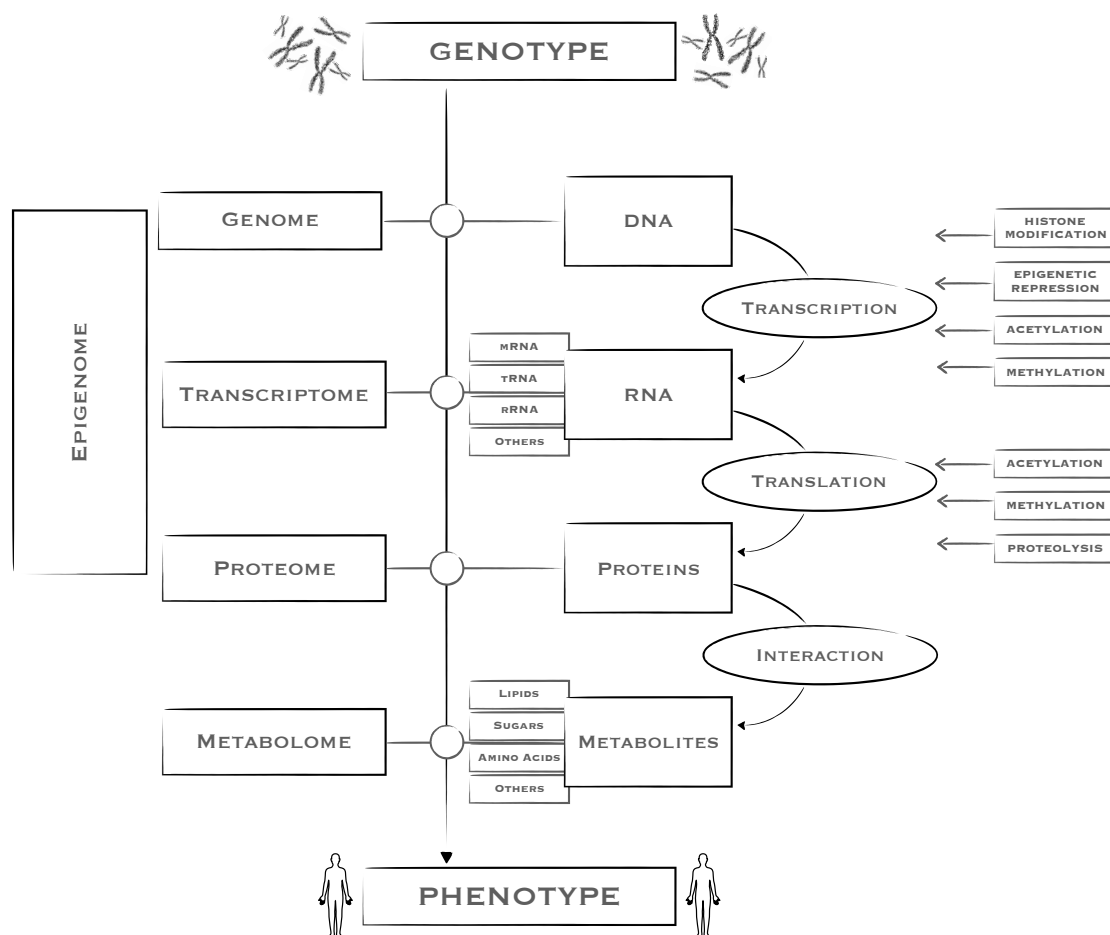 GENOTYPE
GENOME
DNA
HISTONE
MODIFICATION
EPIGENETIC
REPRESSION
TRANSCRIPTION
ACETYLATION
METHYLATION
EPIGENOME
TRANSCRIPTOME
mRNA
tRNA
rRNA
OTHERS
RNA
TRANSLATION
ACETYLATION
METHYLATION
PROTEOLYSIS
PROTEOME
PROTEINS
INTERACTION
METABOLOME
LIPIDS
SUGARS
AMINO ACIDS
OTHERS
METABOLITES
PHENOTYPE